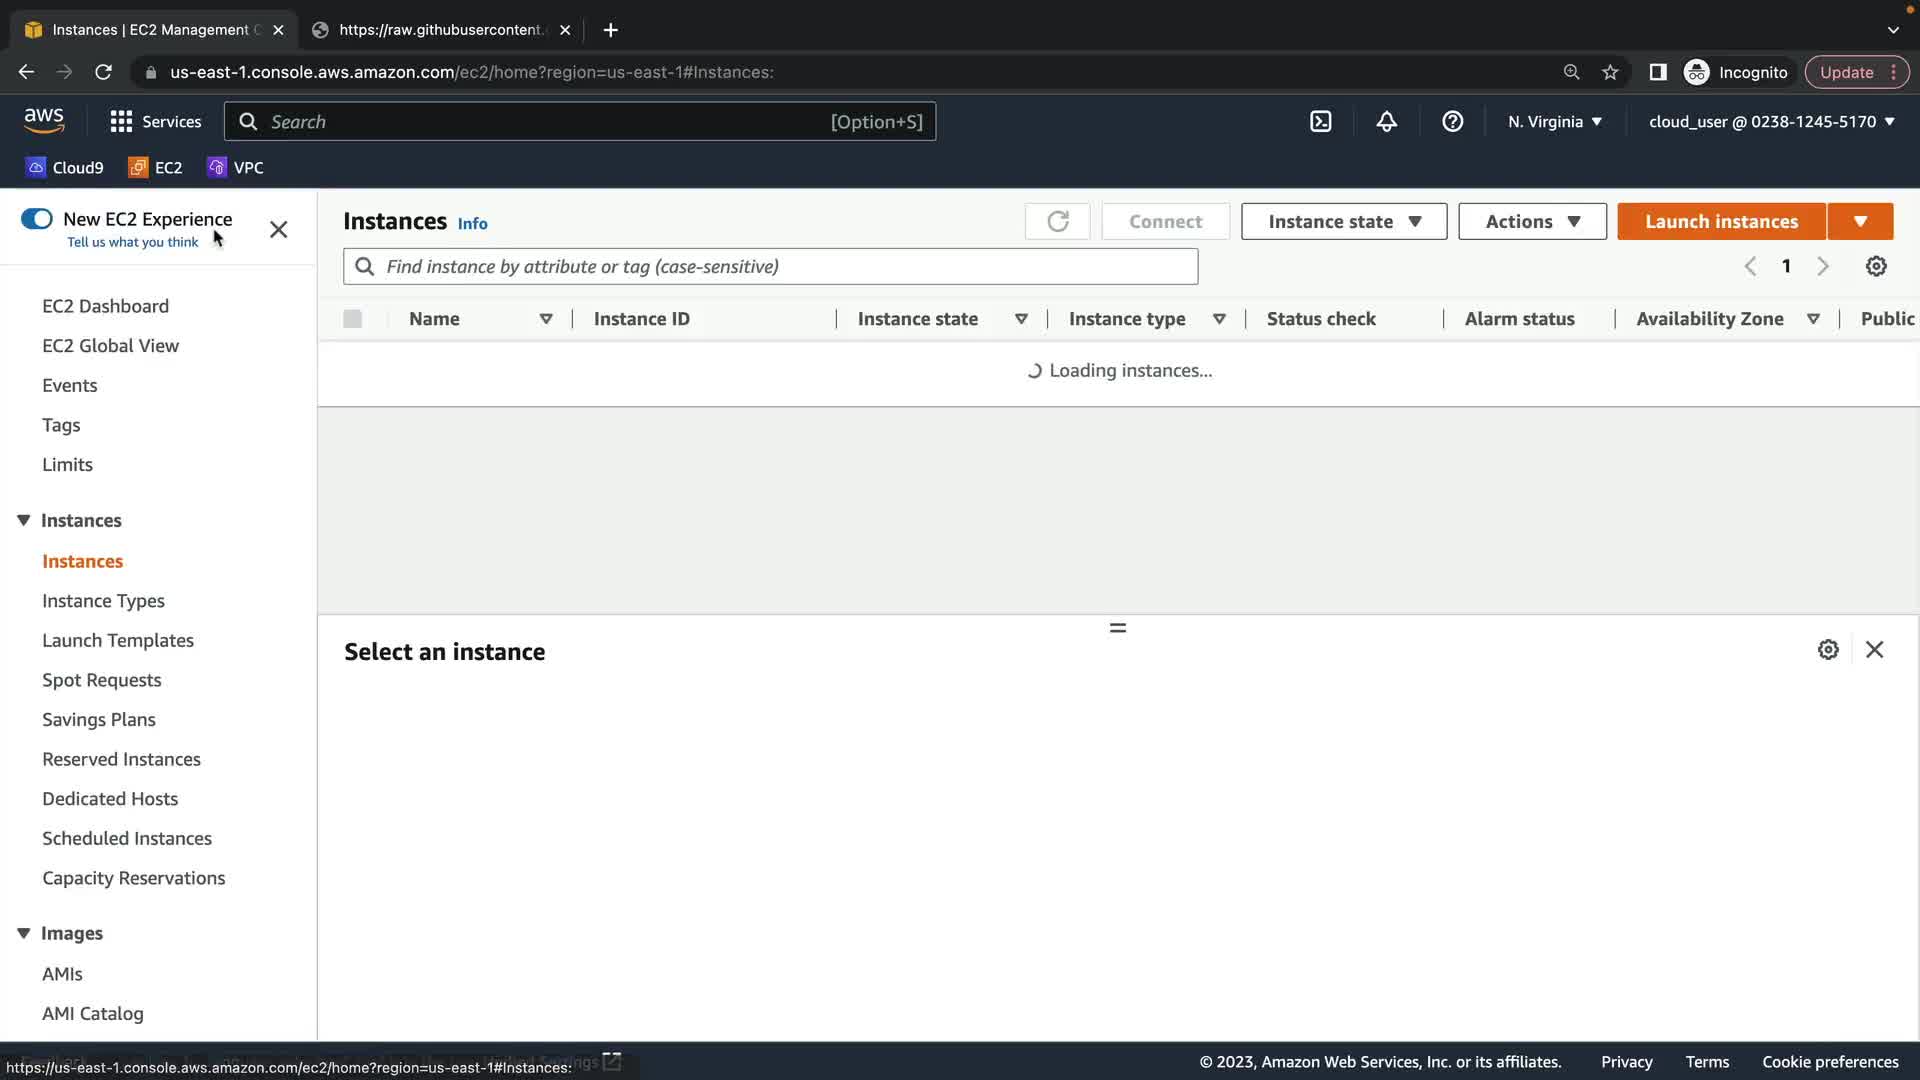 Instances | EC2 Management C
https://raw.githubusercontent.
us-east-1.console.aws.amazon.com/ec2/home?region=us-east-1#Instances:
Incognito
Update
aws
Services
Search
[Option+S]
N. Virginia
cloud_user @ 0238-1245-5170
Cloud9
EC2
VPC
New EC2 Experience
Tell us what you think
EC2 Dashboard
EC2 Global View
Events
Tags
Limits
Instances
Instances
Instance Types
Launch Templates
Spot Requests
Savings Plans
Reserved Instances
Dedicated Hosts
Scheduled Instances
Capacity Reservations
Images
AMIs
AMI Catalog
Instances Info
Connect
Instance state
Actions
Launch instances
Find instance by attribute or tag (case-sensitive)
1
Name
Instance ID
Instance state
Instance type
Status check
Alarm status
Availability Zone
Public
Loading instances...
Select an instance
https://us-east-1.console.aws.amazon.com/ec2/home?region=us-east-1#Instances:
© 2023, Amazon Web Services, Inc. or its affiliates.
Privacy
Terms
Cookie preferences